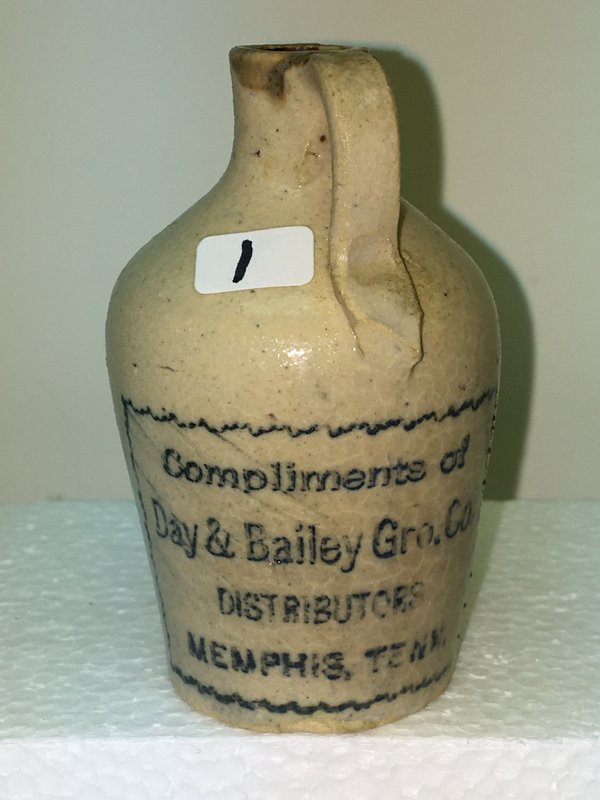 1
Compliments of
Day & Bailey Gro. Co.
DISTRIBUTORS
MEMPHIS, TENN.